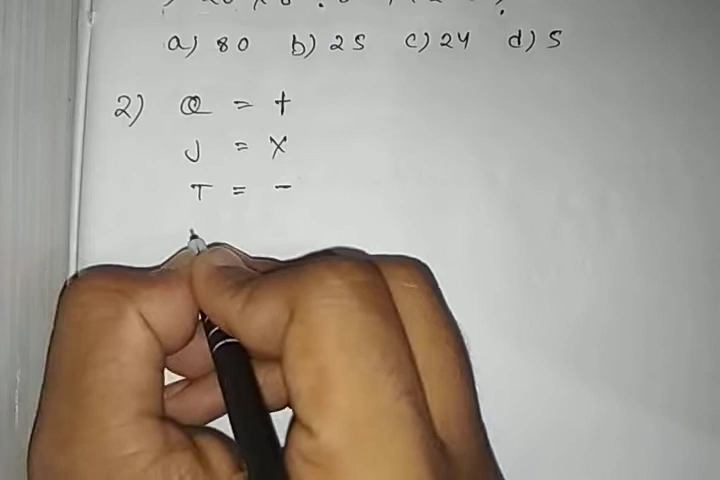 a) 80 b) 25 c) 24 d) 5
2) Q = +
J = ×
T = -